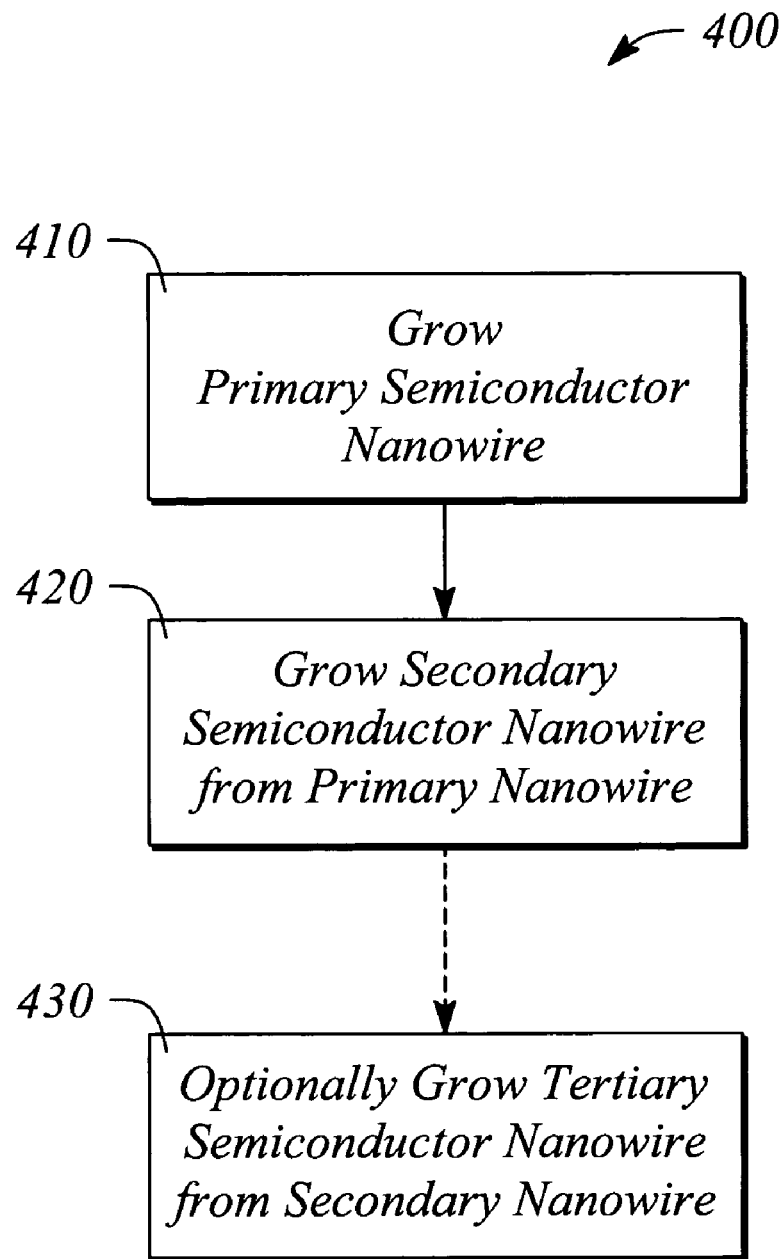 400
410
Grow
Primary Semiconductor
Nanowire
420
Grow Secondary
Semiconductor Nanowire
from Primary Nanowire
430
Optionally Grow Tertiary
Semiconductor Nanowire
from Secondary Nanowire